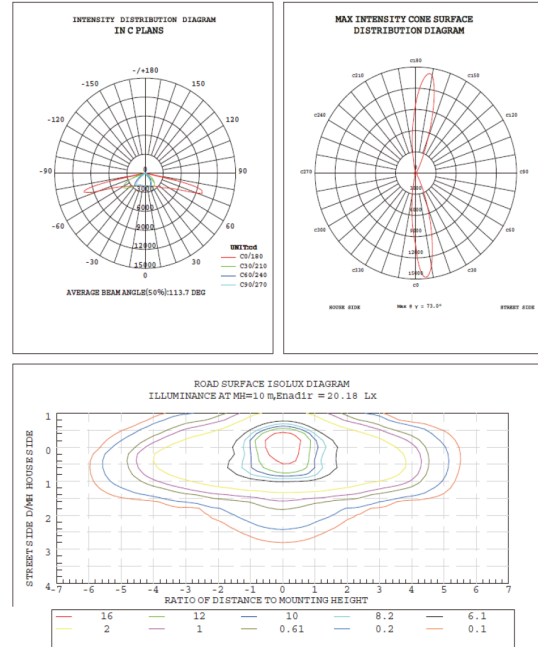 INTENSITY DISTRIBUTION DIAGRAM
IN C PLANS
-/+180
-150 150
-120 120
-90 90
-60 60
-30 30
0
0
3000
6000
9000
12000
15000
UNIT:cd
C0/180
C30/210
C60/240
C90/270
AVERAGE BEAM ANGLE(50%):113.7 DEG
MAX INTENSITY CONE SURFACE
DISTRIBUTION DIAGRAM
C180
C210 C150
C240 C120
C270 C90
C300 C60
C330 C30
C0
HOUSE SIDE
STREET SIDE
ROAD SURFACE ISOLUX DIAGRAM
ILLUMINANCE AT MH=10 m,Enadir = 20.18 Lx
STREET SIDE D/MH HOUSE SIDE
1
0
1
2
3
4
-7 -6 -5 -4 -3 -2 -1 0 1 2 3 4 5 6 7
RATIO OF DISTANCE TO MOUNTING HEIGHT
16 12 10 8.2 6.1
2 1 0.61 0.2 0.1